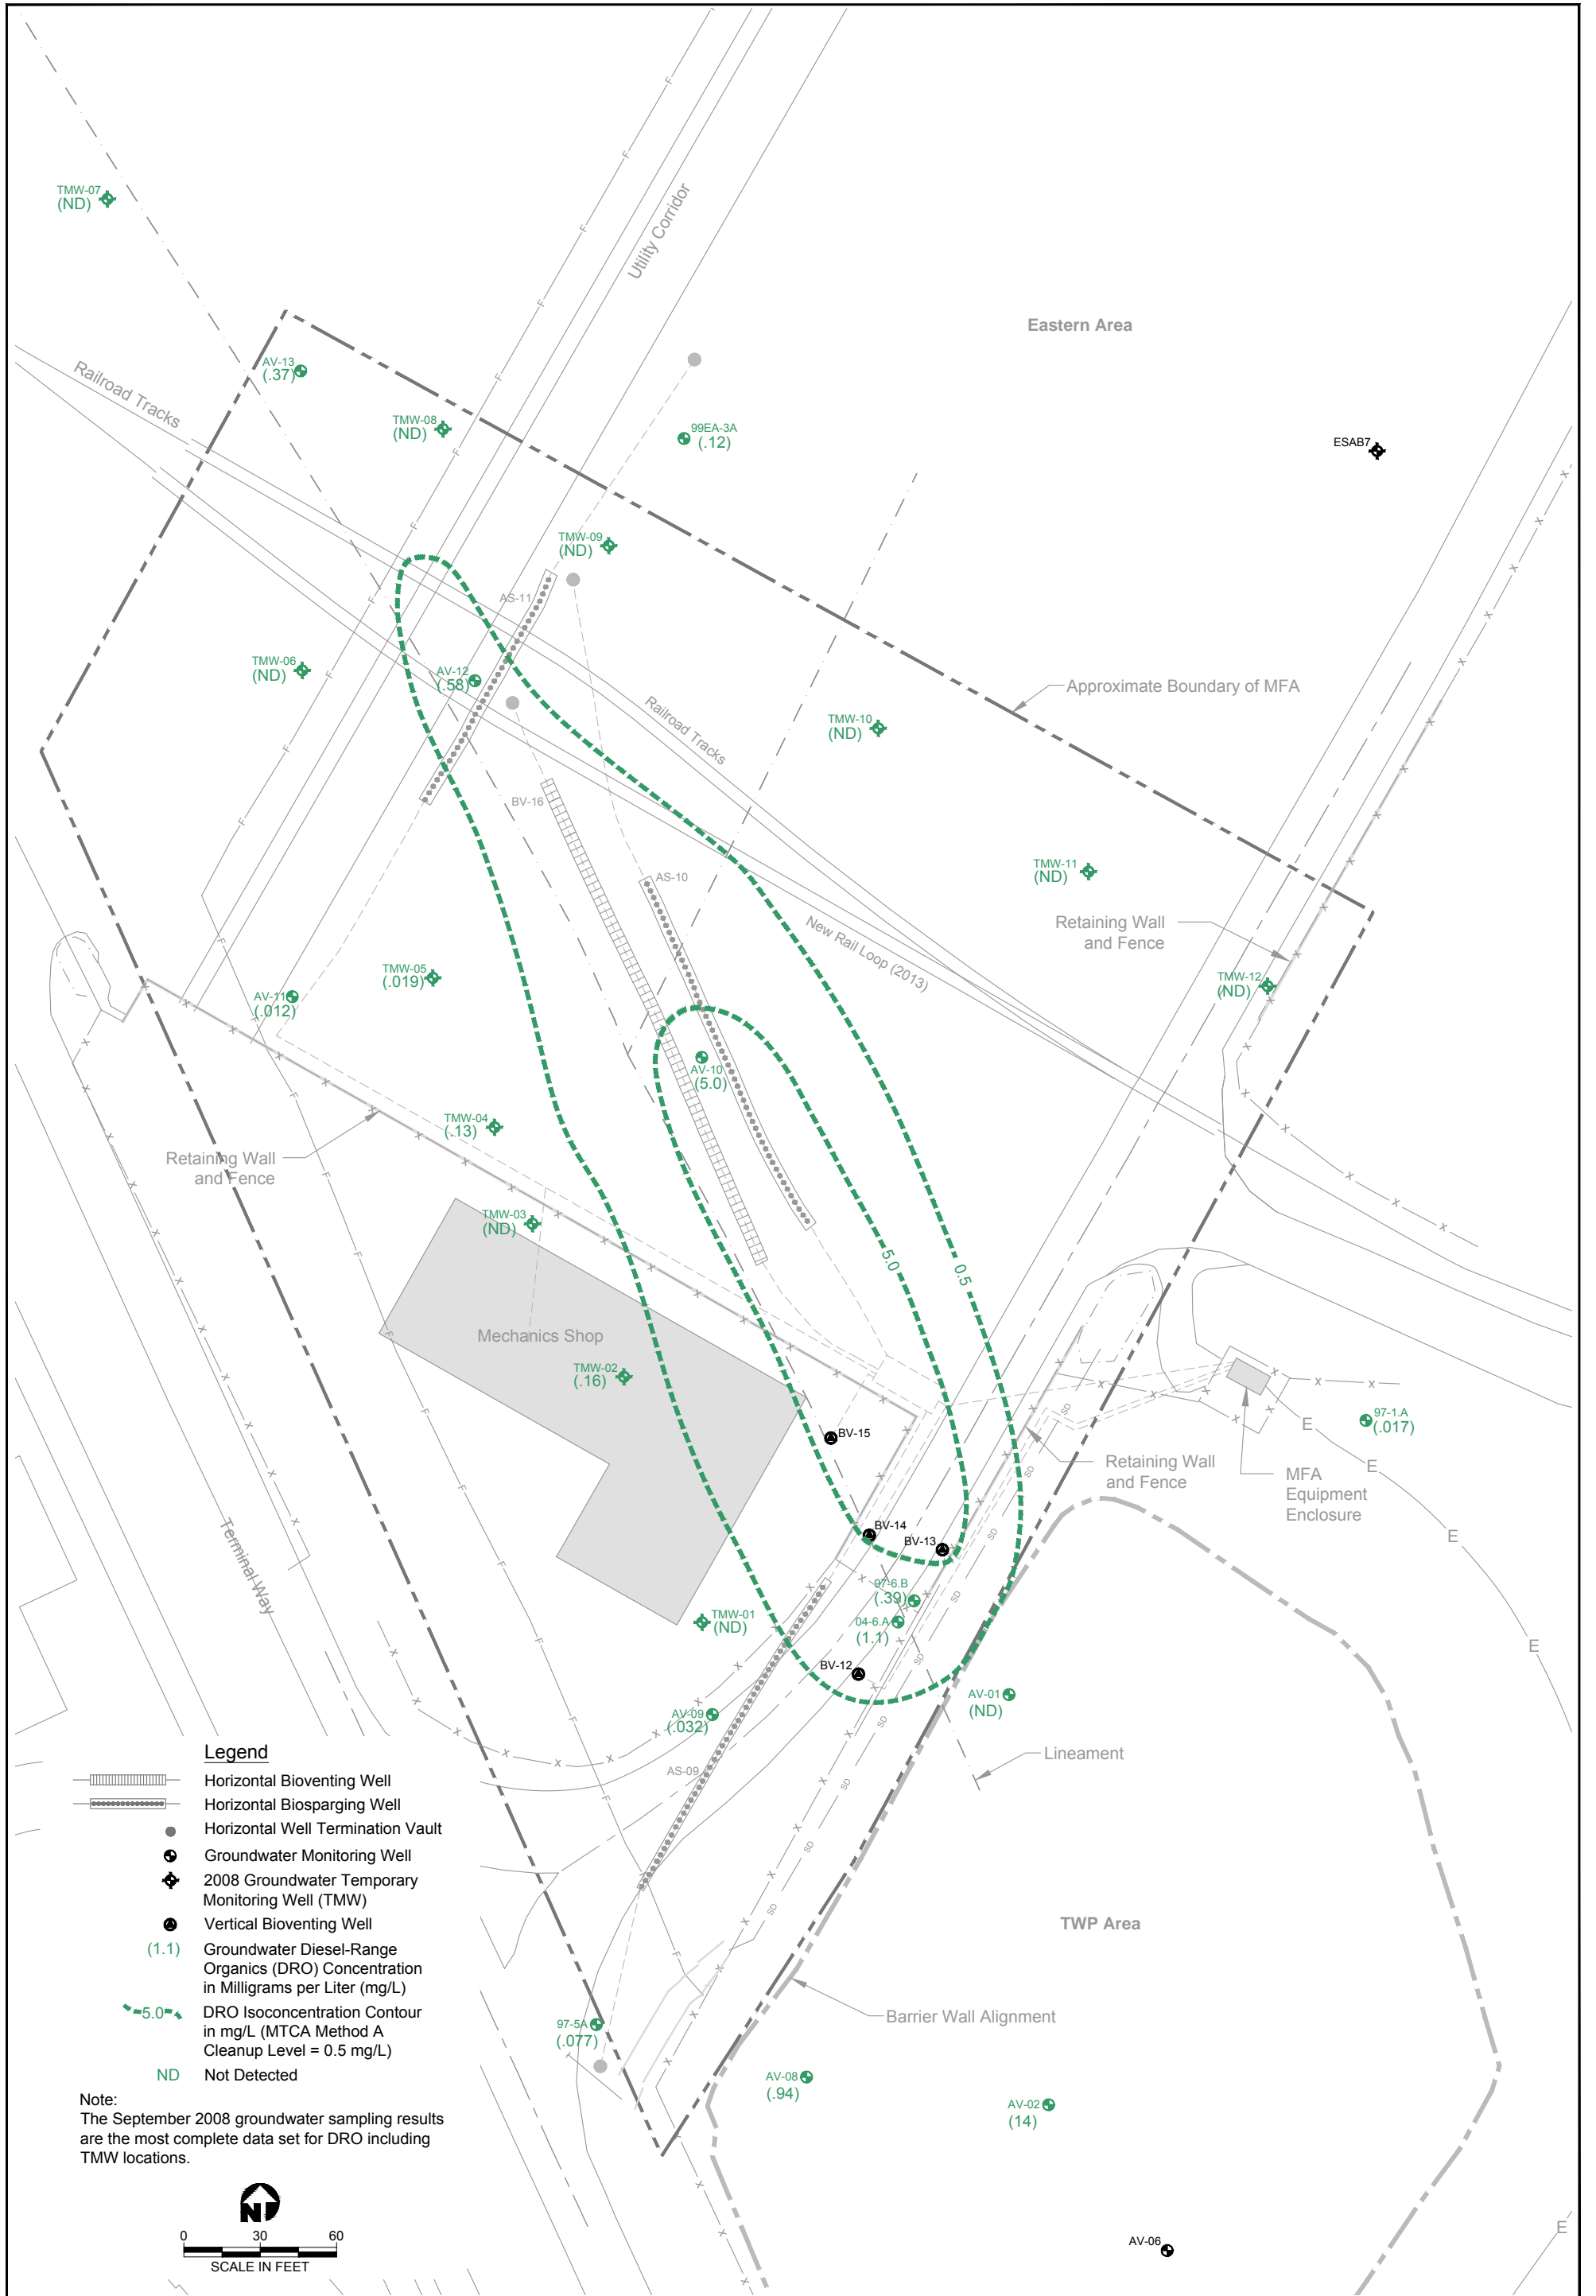 TMW-07
(ND)
Utility Corridor
Eastern Area
AV-13
(.37)
Railroad Tracks
TMW-08
(ND)
99EA-3A
(.12)
ESAB7
TMW-09
(ND)
AS-11
TMW-06
(ND)
AV-12
(.58)
Approximate Boundary of MFA
Railroad Tracks
TMW-10
(ND)
BV-16
TMW-11
(ND)
AS-10
New Rail Loop (2013)
Retaining Wall
and Fence
TMW-05
(.019)
TMW-12
(ND)
AV-11
(.012)
AV-10
(5.0)
TMW-04
(.13)
Retaining Wall
and Fence
TMW-03
(ND)
5.0
0.5
Mechanics Shop
TMW-02
(.16)
97-1.A
(.017)
BV-15
Retaining Wall
and Fence
MFA
Equipment
Enclosure
Terminal Way
BV-14
BV-13
97-6.B
(.39)
04-6.A
(1.1)
TMW-01
(ND)
BV-12
AV-01
(ND)
AV-09
(.032)
Lineament
AS-09
TWP Area
Barrier Wall Alignment
97-5A
(.077)
AV-08
(.94)
AV-02
(14)
AV-06
Legend
Horizontal Bioventing Well
Horizontal Biosparging Well
Horizontal Well Termination Vault
Groundwater Monitoring Well
2008 Groundwater Temporary
Monitoring Well (TMW)
Vertical Bioventing Well
(1.1) Groundwater Diesel-Range
Organics (DRO) Concentration
in Milligrams per Liter (mg/L)
5.0 DRO Isoconcentration Contour
in mg/L (MTCA Method A
Cleanup Level = 0.5 mg/L)
ND Not Detected
Note:
The September 2008 groundwater sampling results
are the most complete data set for DRO including
TMW locations.
N
0 30 60
SCALE IN FEET